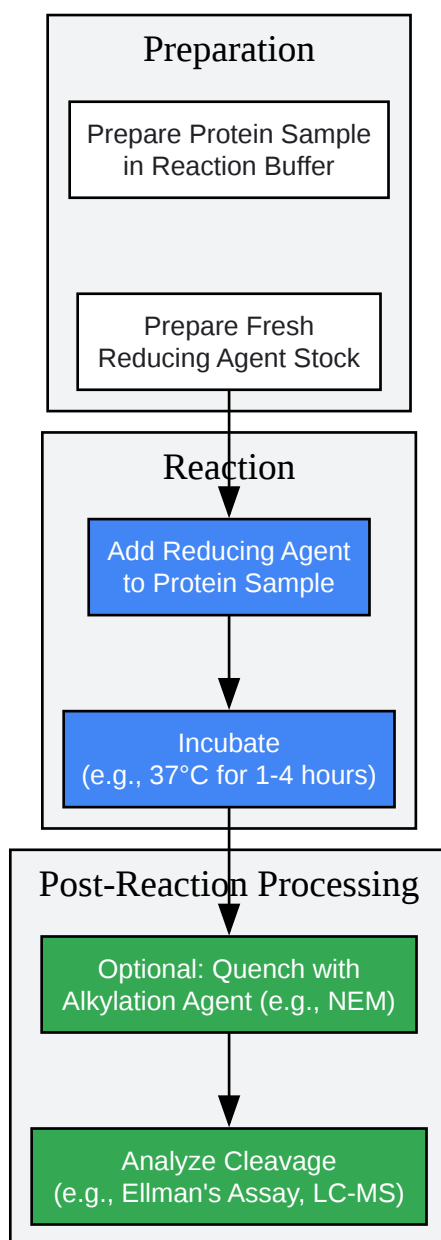 Preparation
Prepare Protein Sample
in Reaction Buffer
Prepare Fresh
Reducing Agent Stock
Reaction
Add Reducing Agent
to Protein Sample
Incubate
(e.g., 37°C for 1-4 hours)
Post-Reaction Processing
Optional: Quench with
Alkylation Agent (e.g., NEM)
Analyze Cleavage
(e.g., Ellman's Assay, LC-MS)